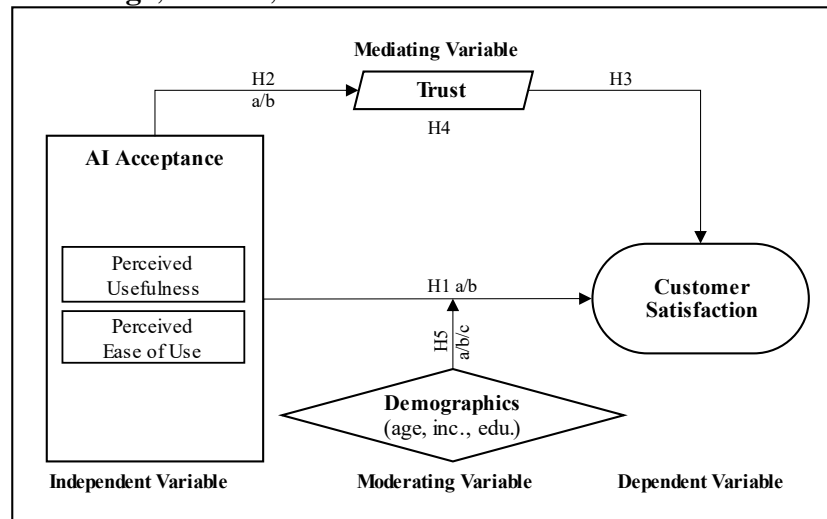 Mediating Variable
H2
a/b
Trust
H3
H4
AI Acceptance
Perceived
Usefulness
Perceived
Ease of Use
H1 a/b
H5
a/b/c
Customer
Satisfaction
Demographics
(age, inc., edu.)
Independent Variable
Moderating Variable
Dependent Variable